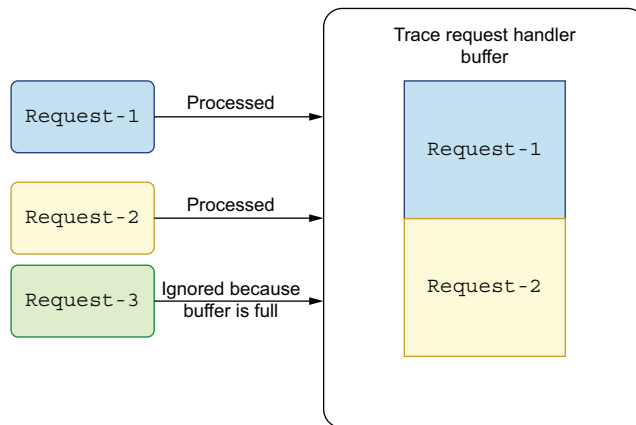 Trace request handler
buffer
Request-1
Processed
Request-1
Request-2
Processed
Request-2
Request-3
Ignored because
buffer is full